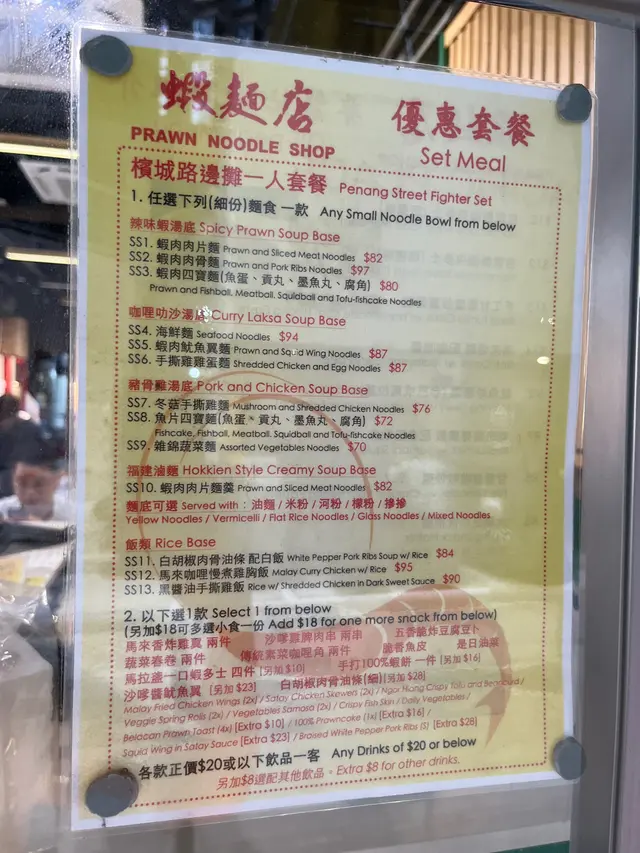 蝦麵店 優惠套餐
PRAWN NOODLE SHOP Set Meal
檳城路邊攤一人套餐 Penang Street Fighter Set
1. 任選下列(細份)麵食 一款 Any Small Noodle Bowl from below
辣味蝦湯底 Spicy Prawn Soup Base
SS1. 蝦肉肉片麵 Prawn and Sliced Meat Noodles $82
SS2. 蝦肉肉骨麵 Prawn and Pork Ribs Noodles $97
SS3. 蝦肉四寶麵(魚蛋、貢丸、墨魚丸、腐角) $80
Prawn and Fishball, Meatball, Squidball and Tofu-fishcake Noodles
咖喱叻沙湯底 Curry Laksa Soup Base
SS4. 海鮮麵 Seafood Noodles $94
SS5. 蝦肉魷魚翼麵 Prawn and Squid Wing Noodles $87
SS6. 手撕雞雞蛋麵 Shredded Chicken and Egg Noodles $87
豬骨雞湯底 Pork and Chicken Soup Base
SS7. 冬菇手撕雞麵 Mushroom and Shredded Chicken Noodles $76
SS8. 魚片四寶麵(魚蛋、貢丸、墨魚丸、腐角) $72
Fishcake, Fishball, Meatball, Squidball and Tofu-fishcake Noodles
SS9. 雜錦蔬菜麵 Assorted Vegetables Noodles $70
福建滷麵 Hokkien Style Creamy Soup Base
SS10. 蝦肉肉片麵羹 Prawn and Sliced Meat Noodles $82
麵底可選 Served with : 油麵 / 米粉 / 河粉 / 檬粉 / 摻摻
Yellow Noodles / Vermicelli / Flat Rice Noodles / Glass Noodles / Mixed Noodles
飯類 Rice Base
SS11. 白胡椒肉骨油條 配白飯 White Pepper Pork Ribs Soup w/ Rice $84
SS12. 馬來咖喱慢煮雞胸飯 Malay Curry Chicken w/ Rice $95
SS13. 黑醬油手撕雞飯 Rice w/ Shredded Chicken in Dark Sweet Sauce $90
2. 以下選1款 Select 1 from below
(另加$18可多選小食一份 Add $18 for one more snack from below)
馬來香炸雞翼 兩件 沙嗲雞脾肉串 兩串 五香脆炸豆腐豆卜
蔬菜春卷 兩件 傳統素菜咖喱角 兩件 脆香魚皮 是日油菜
馬拉盞一口蝦多士 四件 [另加 $10] 手打100%蝦餅 一件 [另加 $16]
沙嗲醬魷魚翼 [另加 $23] 白胡椒肉骨油條(細)[另加 $28]
Malay Fried Chicken Wings (2x) / Satay Chicken Skewers (2x) / Ngor Hiang Crispy Tofu and Beancurd /
Veggie Spring Rolls (2x) / Vegetables Samosa (2x) / Crispy Fish Skin / Daily Vegetables /
Belacan Prawn Toast (4x) [Extra $10] / 100% Prawncake (1x) [Extra $16] /
Squid Wing in Satay Sauce [Extra $23] / Braised White Pepper Pork Ribs (S) [Extra $28]
各款正價$20或以下飲品一客 Any Drinks of $20 or below
另加$8選配其他飲品。Extra $8 for other drinks.